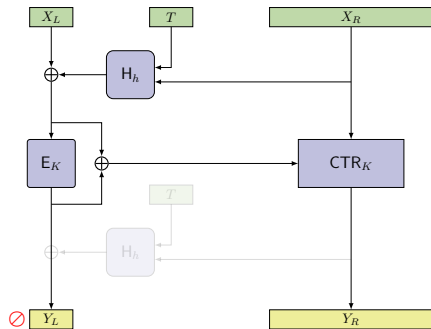 X_L T X_R
H_h
E_K CTR_K
T
H_h
Y_L Y_R